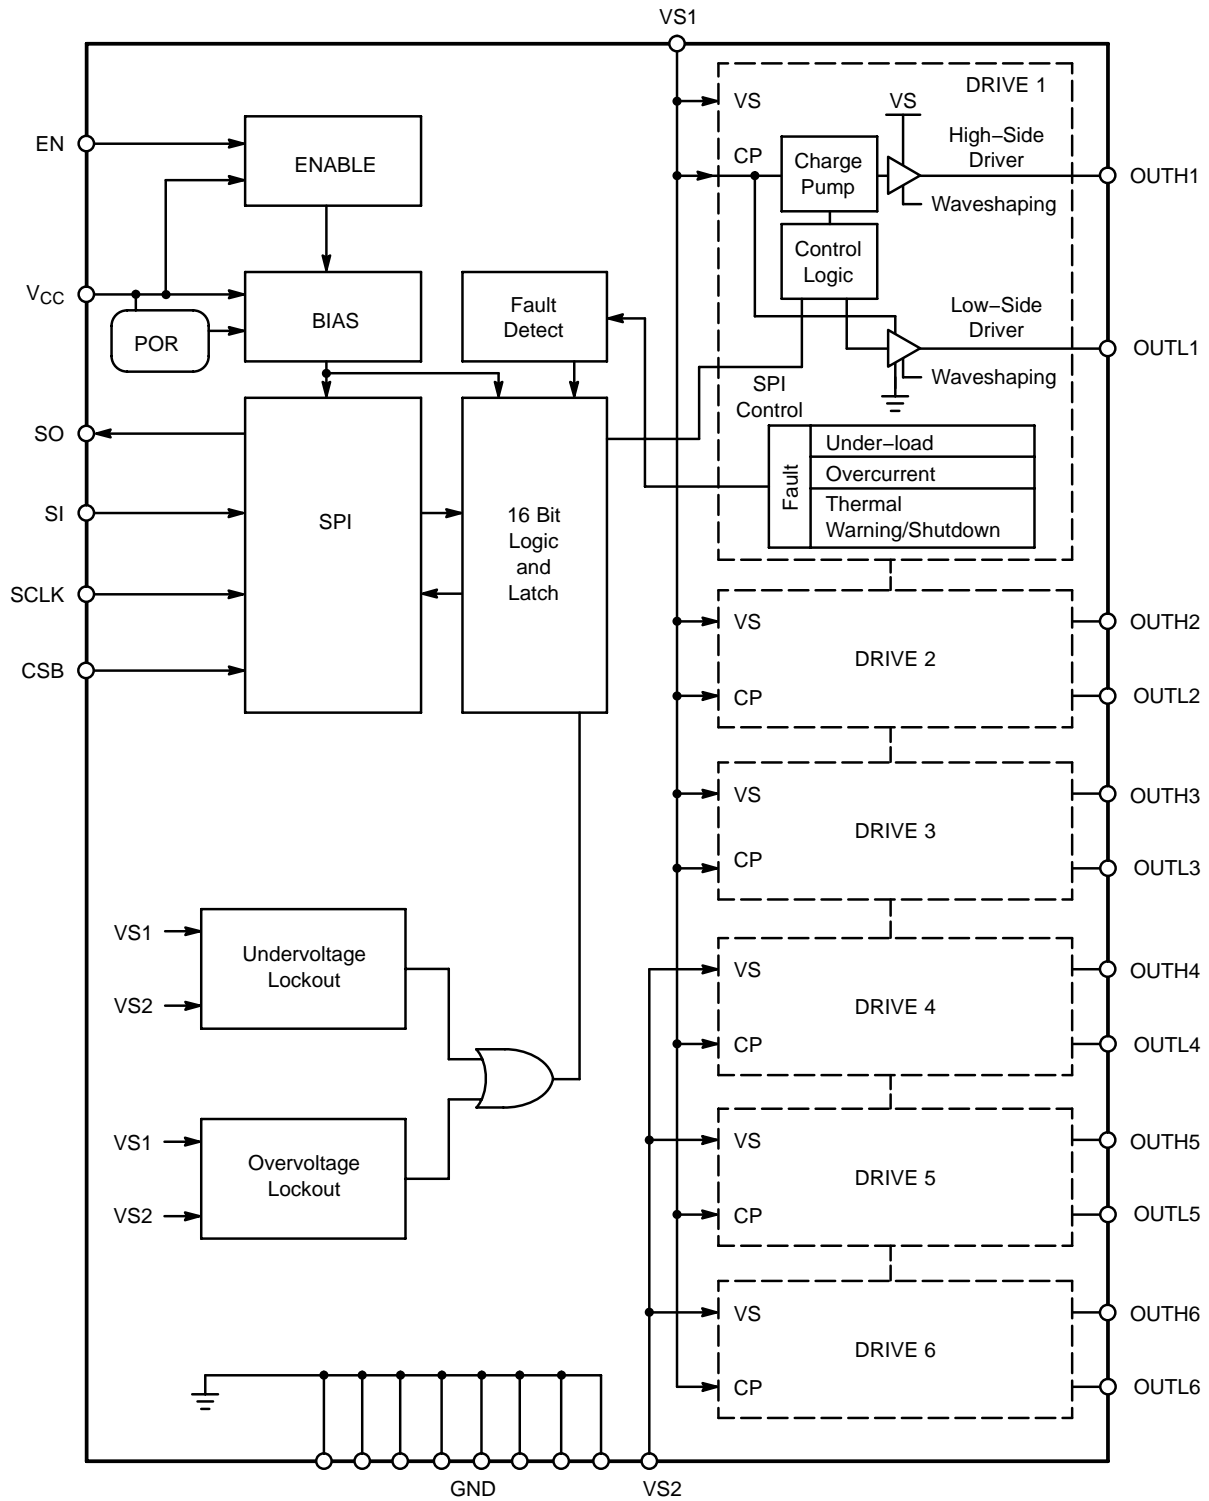 VS1
DRIVE 1
VS
VS
EN
ENABLE
High–Side
Driver
CP
Charge
Pump
OUTH1
Waveshaping
Control
Logic
VCC
POR
BIAS
Fault
Detect
Low–Side
Driver
OUTL1
Waveshaping
SPI
Control
SO
SI
SCLK
CSB
SPI
16 Bit
Logic
and
Latch
Fault
Under–load
Overcurrent
Thermal
Warning/Shutdown
VS
DRIVE 2
CP
OUTH2
OUTL2
VS
DRIVE 3
CP
OUTH3
OUTL3
VS1
VS2
Undervoltage
Lockout
VS
DRIVE 4
CP
OUTH4
OUTL4
VS1
VS2
Overvoltage
Lockout
VS
DRIVE 5
CP
OUTH5
OUTL5
VS
DRIVE 6
CP
OUTH6
OUTL6
GND
VS2